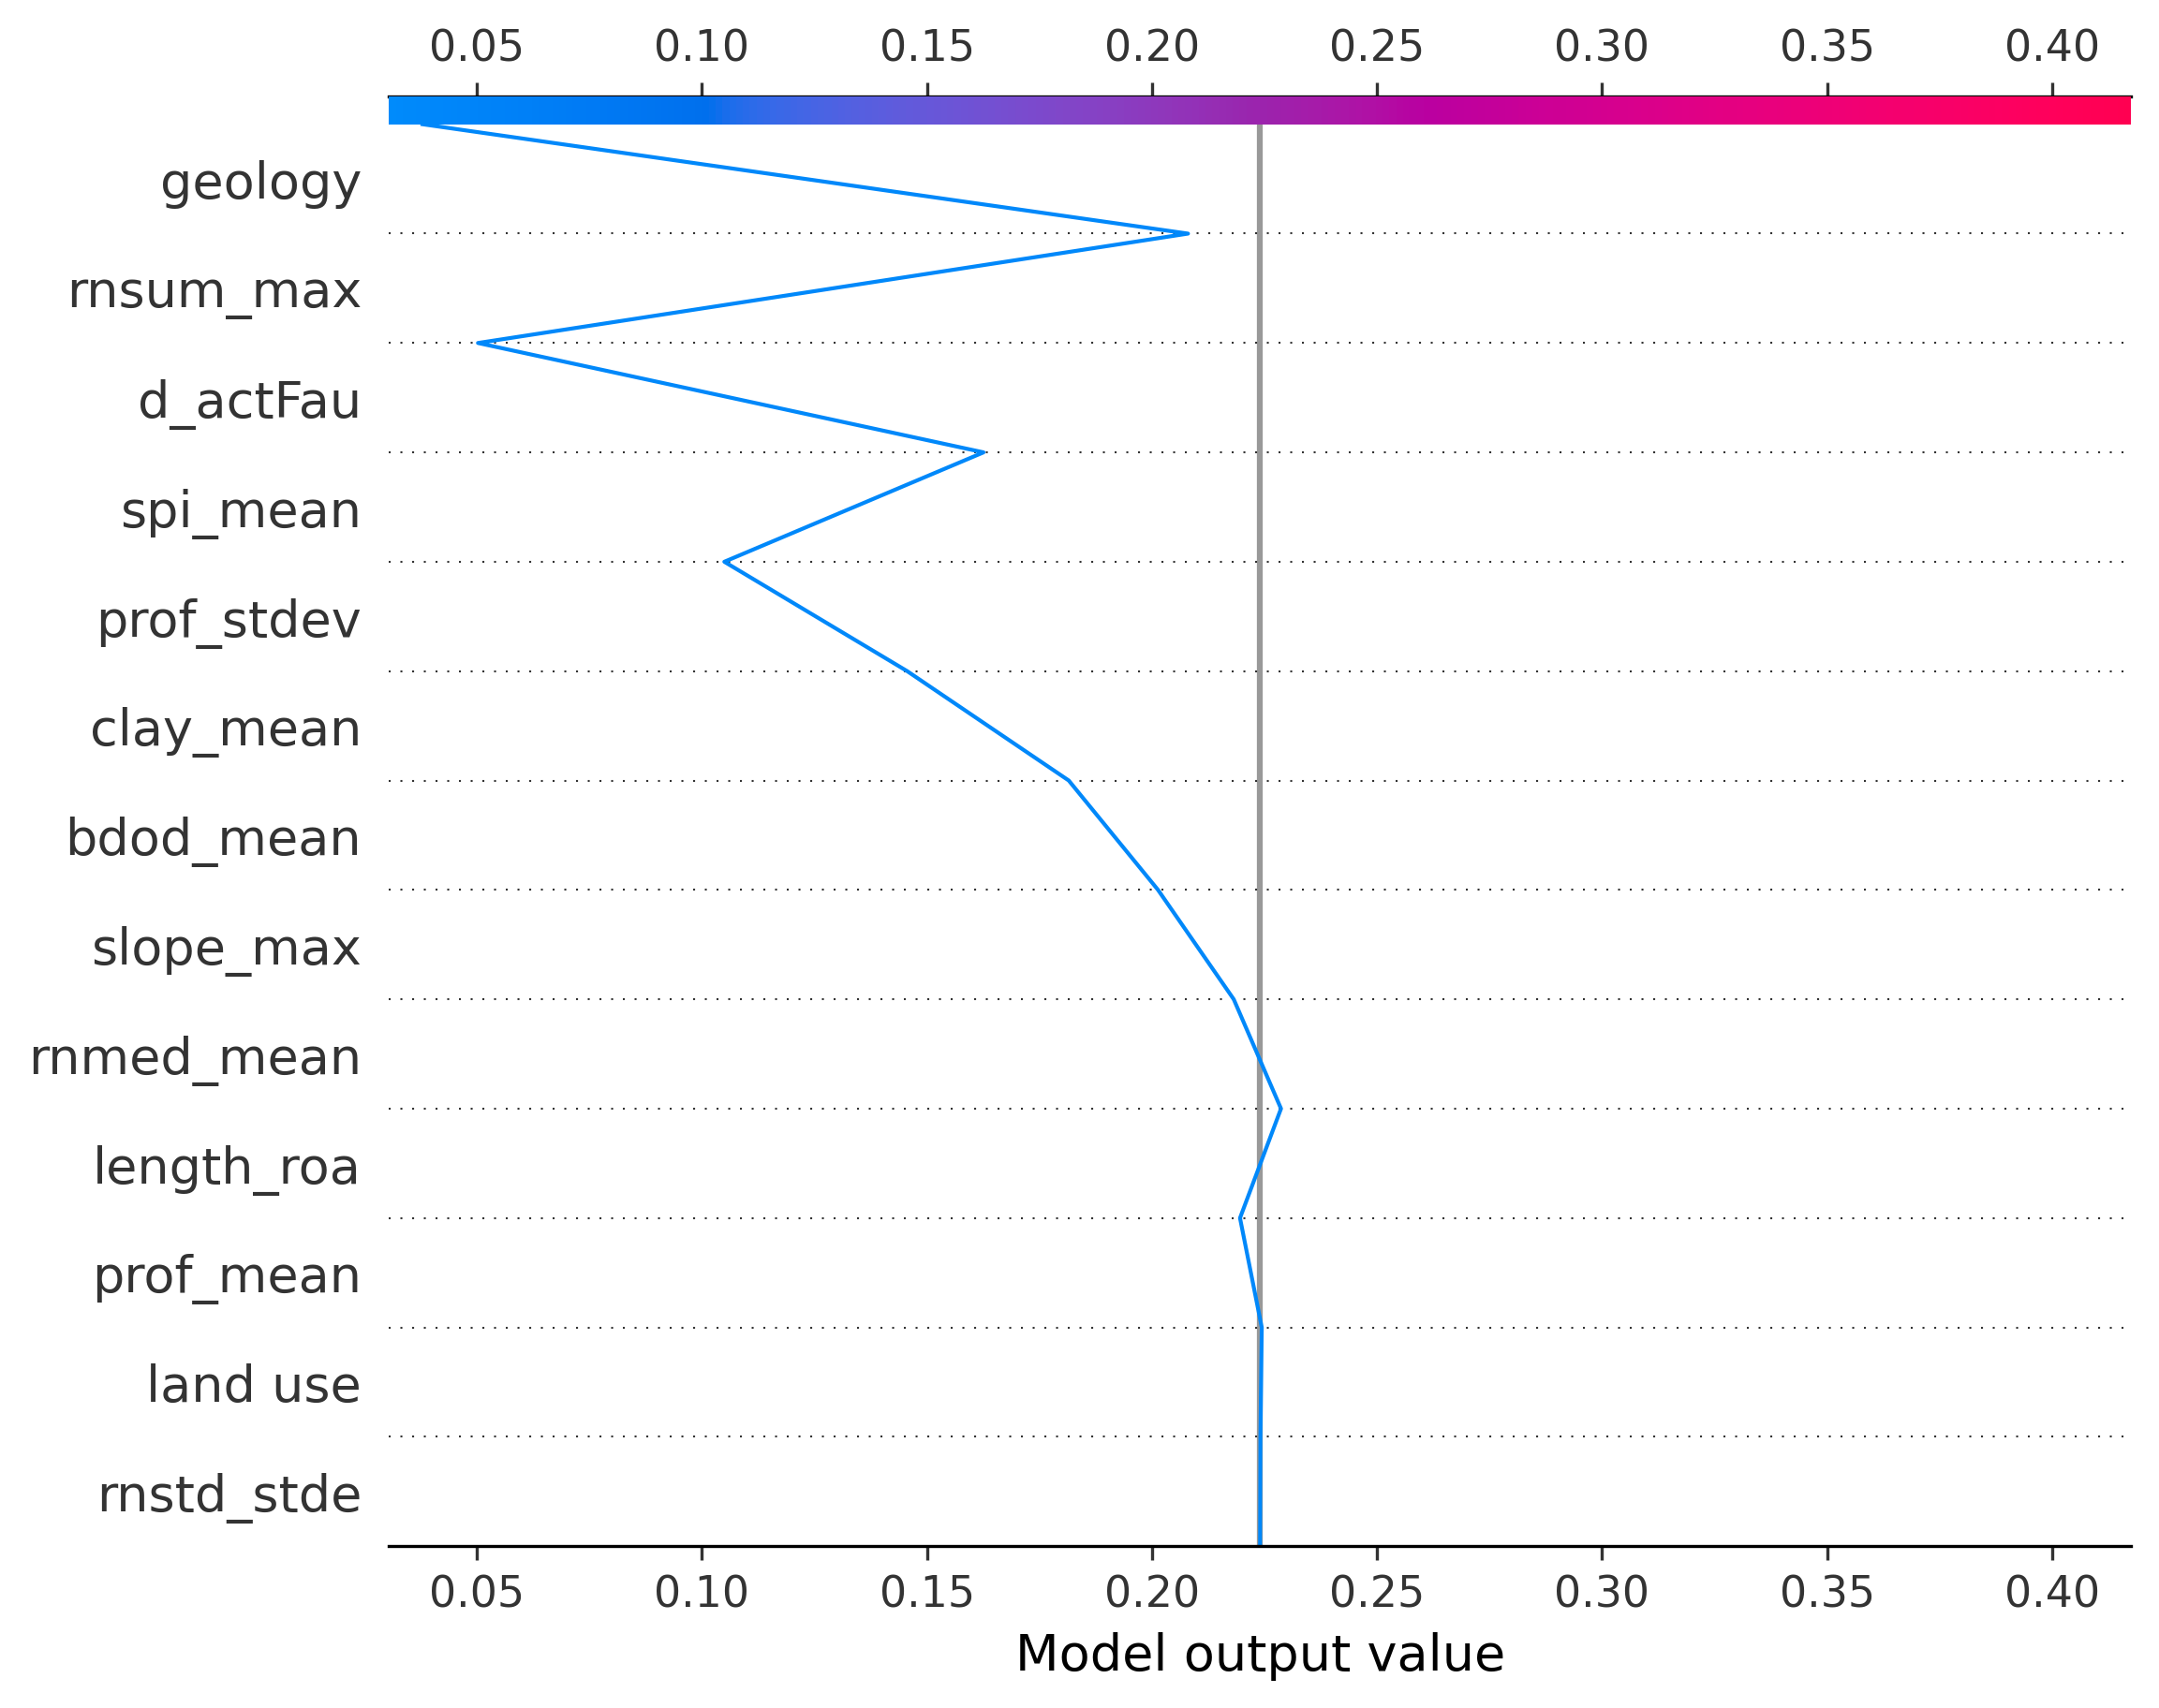 0.05 0.10 0.15 0.20 0.25 0.30 0.35 0.40
geology
rnsum_max
d_actFau
spi_mean
prof_stdev
clay_mean
bdod_mean
slope_max
rnmed_mean
length_roa
prof_mean
land use
rnstd_stde
0.05 0.10 0.15 0.20 0.25 0.30 0.35 0.40
Model output value